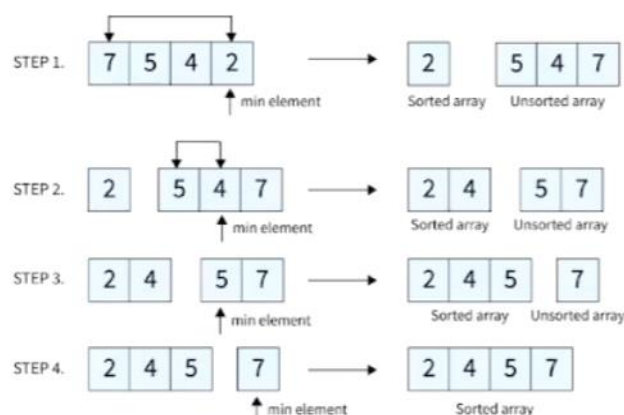 STEP 1. 7 5 4 2 2 5 4 7
min element Sorted array Unsorted array
STEP 2. 2 5 4 7 2 4 5 7
min element Sorted array Unsorted array
STEP 3. 2 4 5 7 2 4 5 7
min element Sorted array Unsorted array
STEP 4. 2 4 5 7 2 4 5 7
min element Sorted array